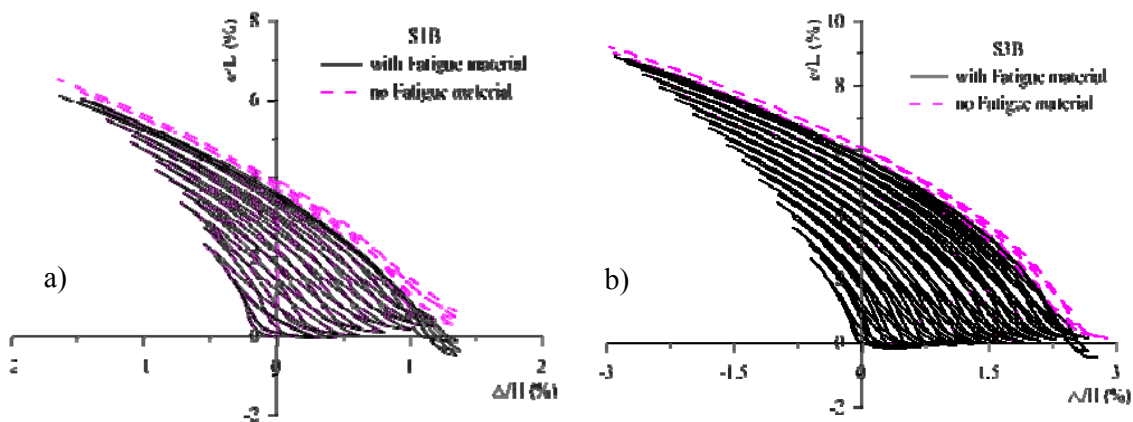 a)
8
6
e/L (%)
S1B
with Fatigue material
no Fatigue material
0
1
2
-2
Δ/H (%)
b)
10
8
e/L (%)
S3B
with Fatigue material
no Fatigue material
-3
-1.5
0
1.5
3
-2
Δ/H (%)